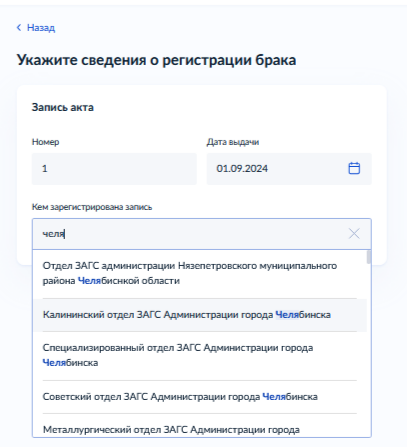 Назад
Укажите сведения о регистрации брака
Запись акта
Номер
Дата выдачи
1
01.09.2024
Кем зарегистрирована запись
челя
Отдел ЗАГС администрации Нязепетровского муниципального
района Челябиснкой области
Калининский отдел ЗАГС Администрации города Челябинска
Специализированный отдел ЗАГС Администрации города
Челябинска
Советский отдел ЗАГС Администрации города Челябинска
Металлургический отдел ЗАГС Администрации города